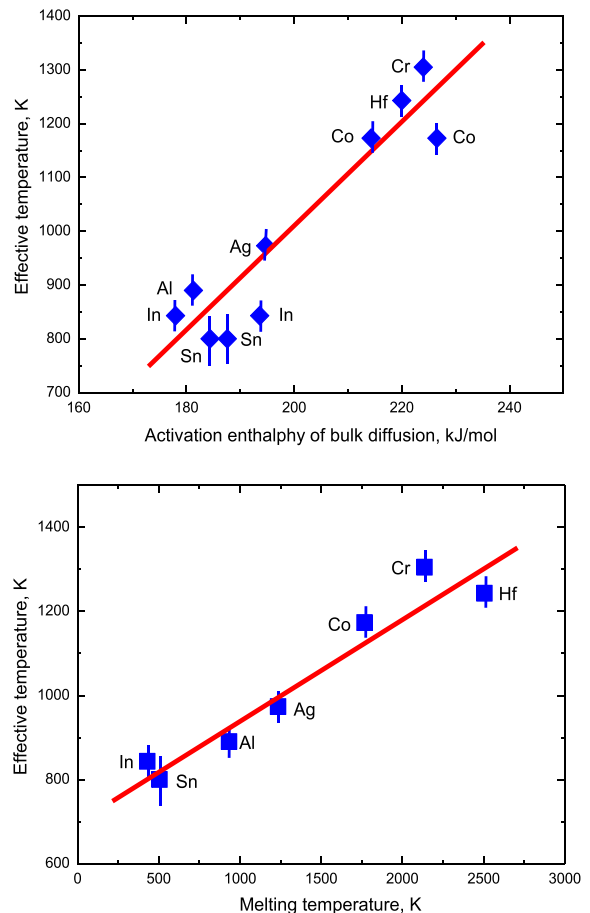 1400
Cr
1300
Hf
1200
Co
Co
1100
Effective temperature, K
1000
Ag
900
Al
In
In
800
Sn
Sn
700
160
180
200
220
240
Activation enthalphy of bulk diffusion, kJ/mol
1400
Cr
Hf
1200
Co
Effective temperature, K
1000
Ag
Al
In
800
Sn
600
0
500
1000
1500
2000
2500
3000
Melting temperature, K